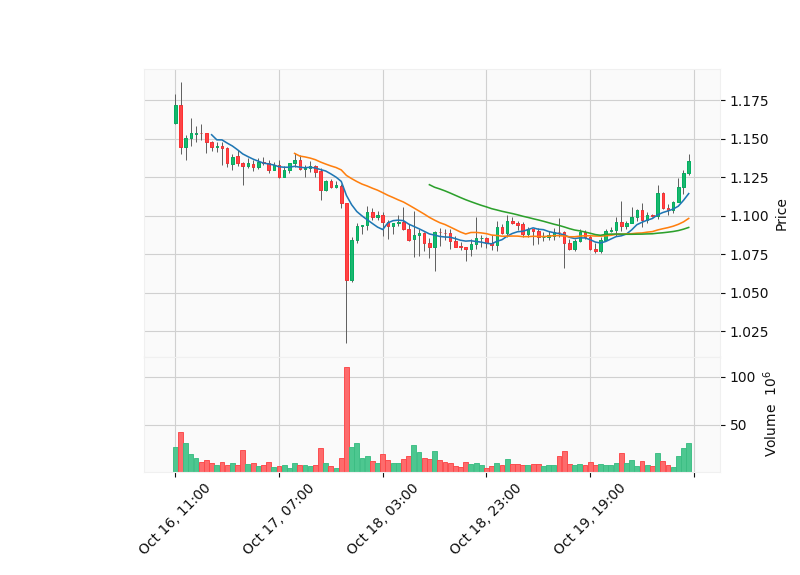 1.175
1.150
1.125
1.100
1.075
1.050
1.025
Price
100
50
Volume 10⁶
Oct 16, 11:00
Oct 17, 07:00
Oct 18, 03:00
Oct 18, 23:00
Oct 19, 19:00